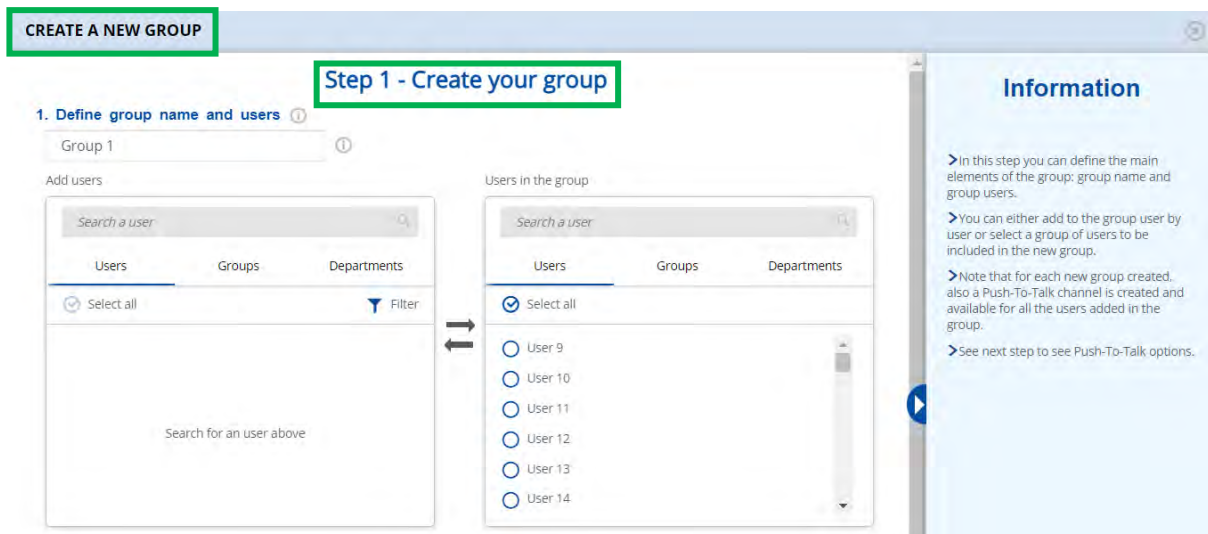 CREATE A NEW GROUP
Step 1 - Create your group
1. Define group name and users
Group 1
Add users
Search a user
Users Groups Departments
Select all Filter
Search for an user above
Users in the group
Search a user
Users Groups Departments
Select all
User 9
User 10
User 11
User 12
User 13
User 14
Information
In this step you can define the main
elements of the group: group name and
group users.
You can either add to the group user by
user or select a group of users to be
included in the new group.
Note that for each new group created,
also a Push-To-Talk channel is created and
available for all the users added in the
group.
See next step to see Push-To-Talk options.